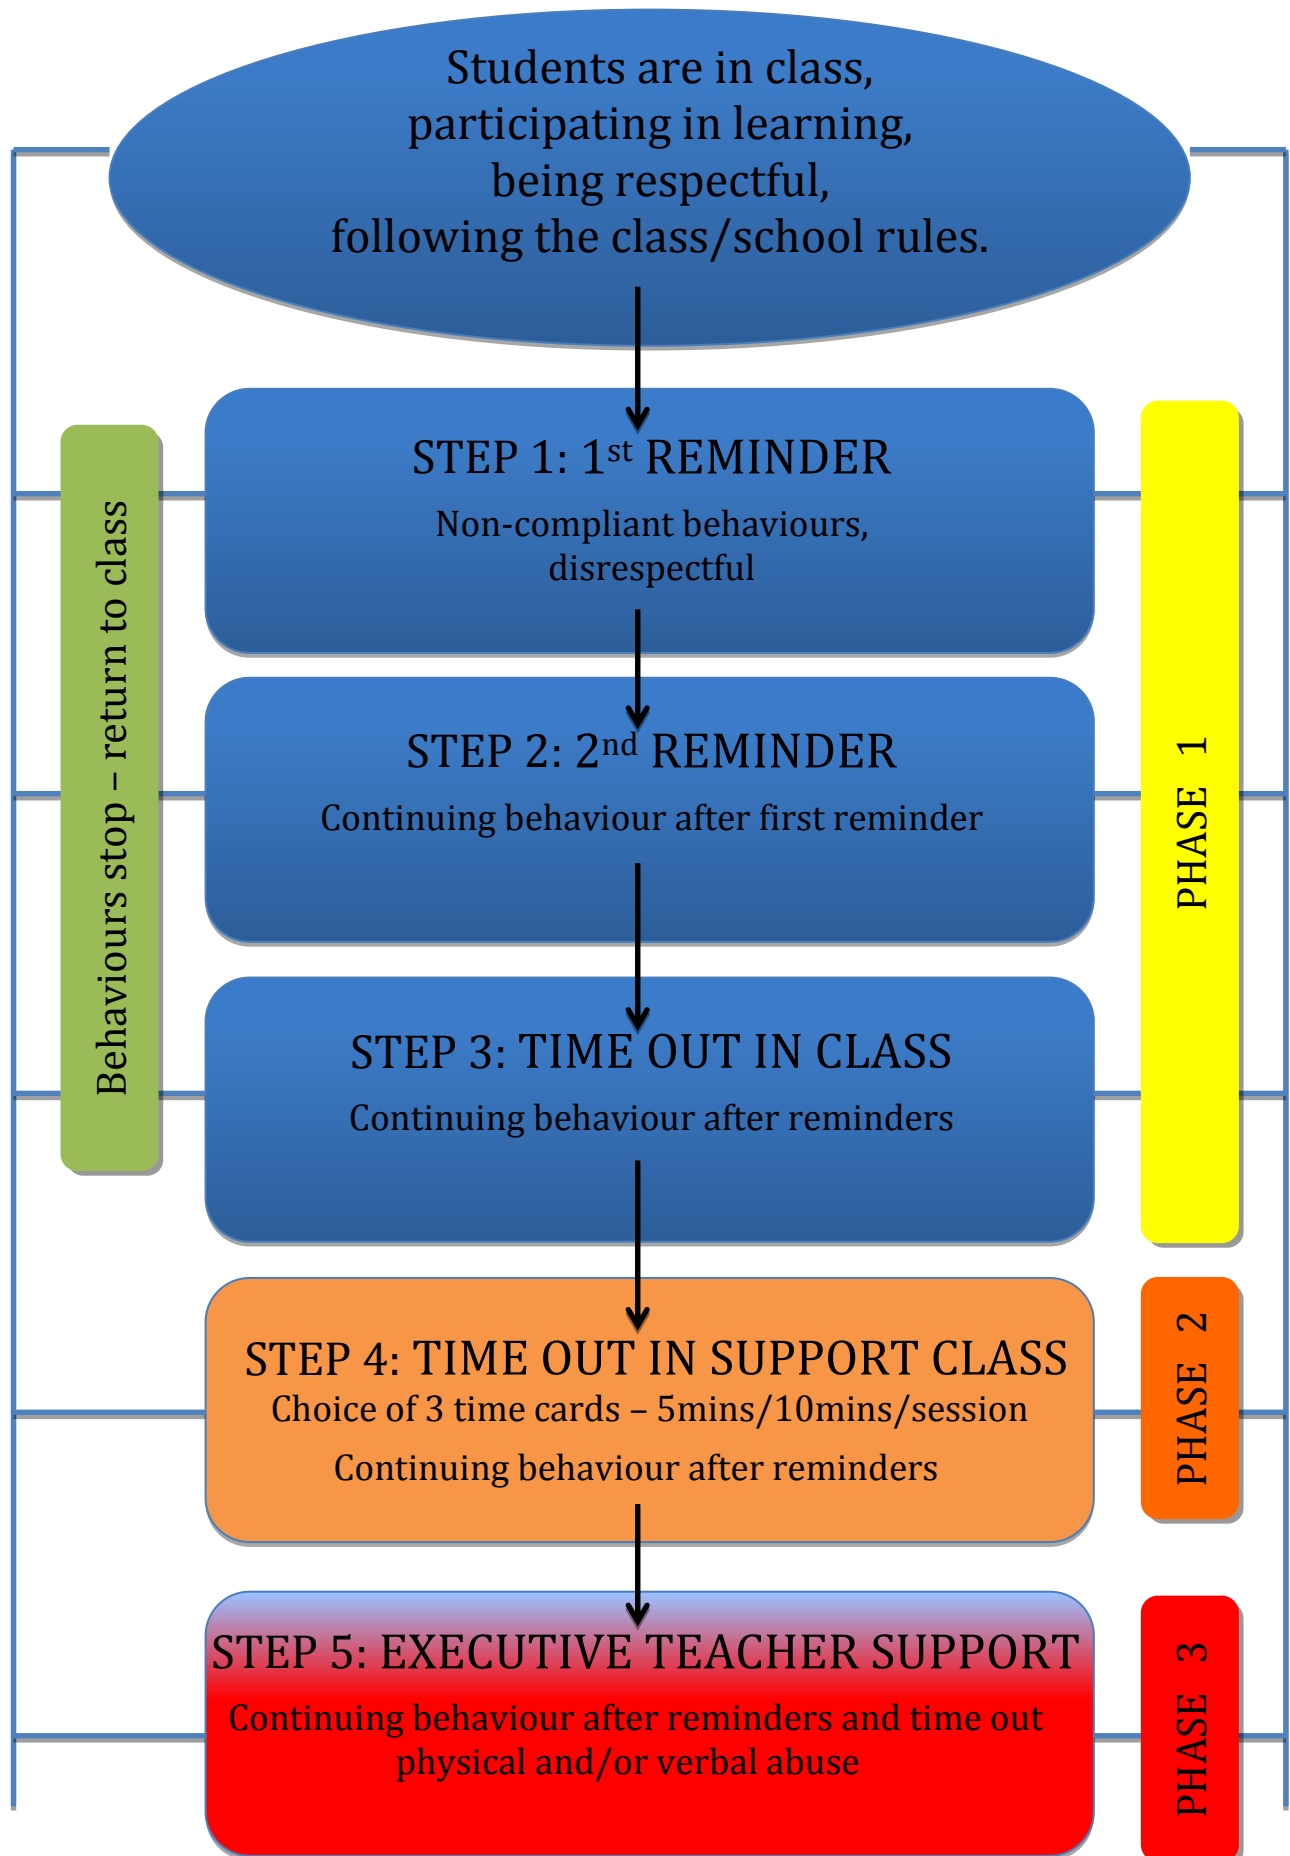 Students are in class,
participating in learning,
being respectful,
following the class/school rules.
STEP 1: 1st REMINDER
Non-compliant behaviours,
disrespectful
STEP 2: 2nd REMINDER
Continuing behaviour after first reminder
STEP 3: TIME OUT IN CLASS
Continuing behaviour after reminders
Behaviours stop – return to class
PHASE 1
STEP 4: TIME OUT IN SUPPORT CLASS
Choice of 3 time cards – 5mins/10mins/session
Continuing behaviour after reminders
PHASE 2
STEP 5: EXECUTIVE TEACHER SUPPORT
Continuing behaviour after reminders and time out
physical and/or verbal abuse
PHASE 3